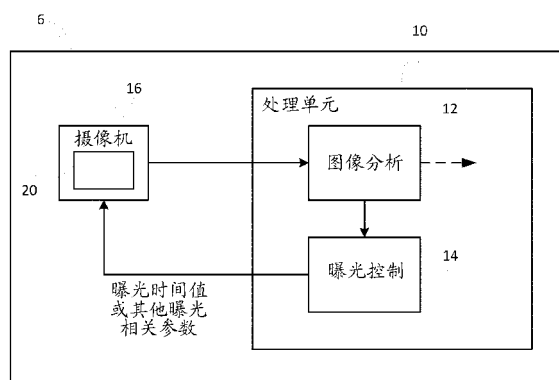 6
10
16
12
处理单元
摄像机
图像分析
20
14
曝光控制
曝光时间值
或其他曝光
相关参数